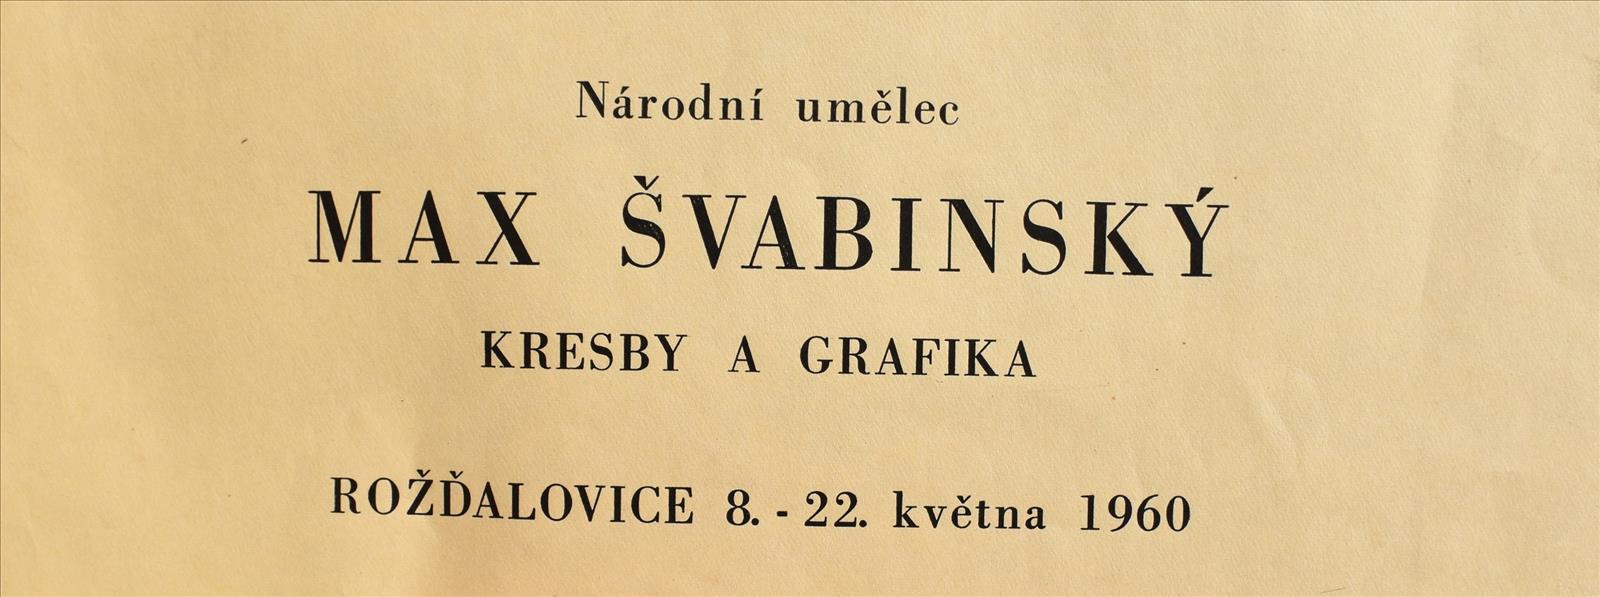 Národní umělec
MAX ŠVABINSKÝ
KRESBY A GRAFIKA
ROŽĎALOVICE 8. - 22. května 1960